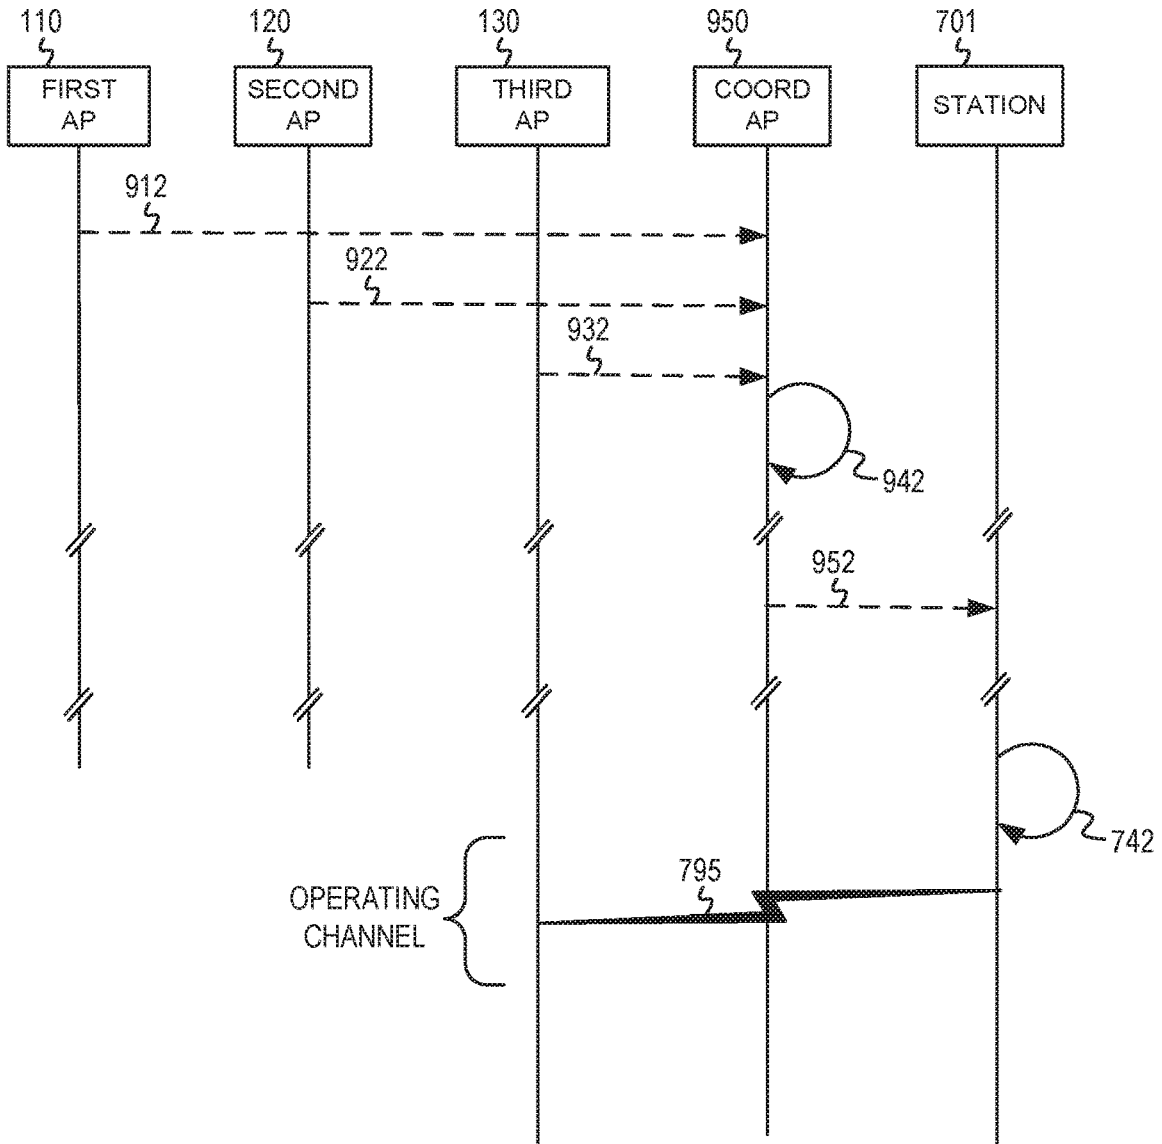 110
120
130
950
701
FIRST
AP
SECOND
AP
THIRD
AP
COORD
AP
STATION
912
922
932
942
952
742
795
OPERATING
CHANNEL